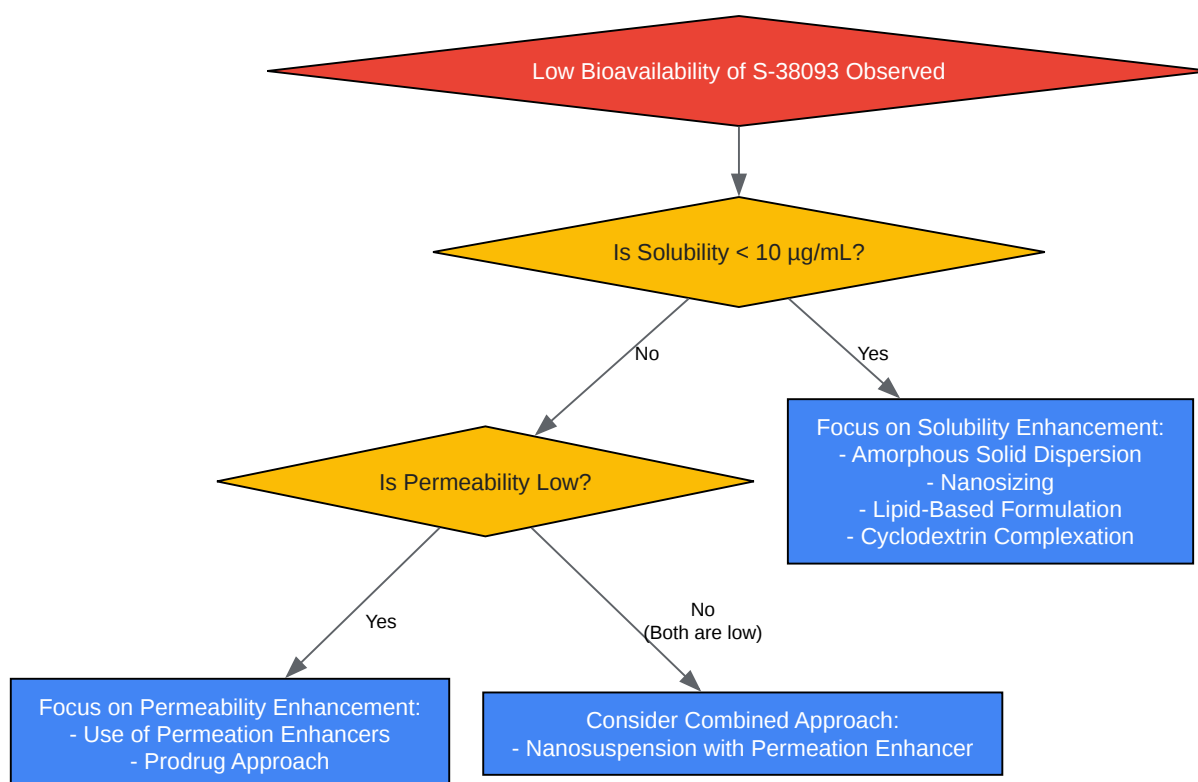 Low Bioavailability of S-38093 Observed
Is Solubility < 10 µg/mL?
No
Yes
Focus on Solubility Enhancement:
- Amorphous Solid Dispersion
- Nanosizing
- Lipid-Based Formulation
- Cyclodextrin Complexation
Is Permeability Low?
Yes
No
(Both are low)
Focus on Permeability Enhancement:
- Use of Permeation Enhancers
- Prodrug Approach
Consider Combined Approach:
- Nanosuspension with Permeation Enhancer